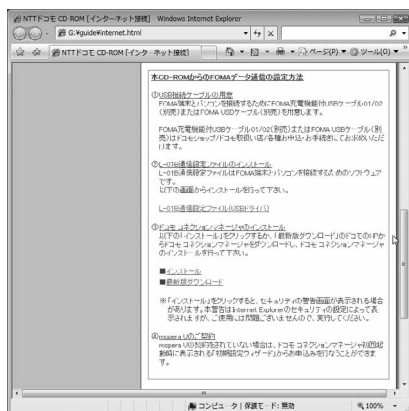 NTTドコモ CD ROM [インターネット接続] Windows Internet Explorer
G:¥guide¥internet.html
NTTドコモ CD-ROM [インターネット接続]
ページ(P)
ツール(O)
本CD-ROMからのFOMAデータ通信の設定方法
①USB接続ケーブルの用意
FOMA端末とパソコンを接続するためにFOMA充電機能付USBケーブル01/02
(別売)またはFOMA USBケーブル(別売)を用意します。
FOMA充電機能付USBケーブル01/02(別売)またはFOMA USBケーブル(別
売)はドコモショップ/ドコモ取扱い店/各種お申込・お手続きにてお求めいただ
けます。
②L-01B通信設定ファイルのインストール
L-01B通信設定ファイルはFOMA端末とパソコンを接続するためのソフトウェア
です。
以下の画面からインストールを行って下さい。
L-01B通信設定ファイル(USBドライバ)
③ドコモ コネクションマネージャのインストール
以下の「インストール」をクリックするか、「最新版ダウンロード」のドコモのHPか
らドコモ コネクションマネージャをダウンロードし、ドコモ コネクションマネージャ
のインストールを行って下さい。
■インストール
■最新版ダウンロード
※「インストール」をクリックすると、セキュリティの警告画面が表示される場合
があります。本警告はInternet Explorerのセキュリティの設定によって表
示されますが、ご使用には問題ございませんので、実行してください。
④mopera Uのご契約
mopera Uの契約をされていない場合は、ドコモ コネクションマネージャ初回起
動時に表示される「初期設定ウィザード」からお申込みを行なうことができま
す。
コンピュータ | 保護モード: 無効
100%